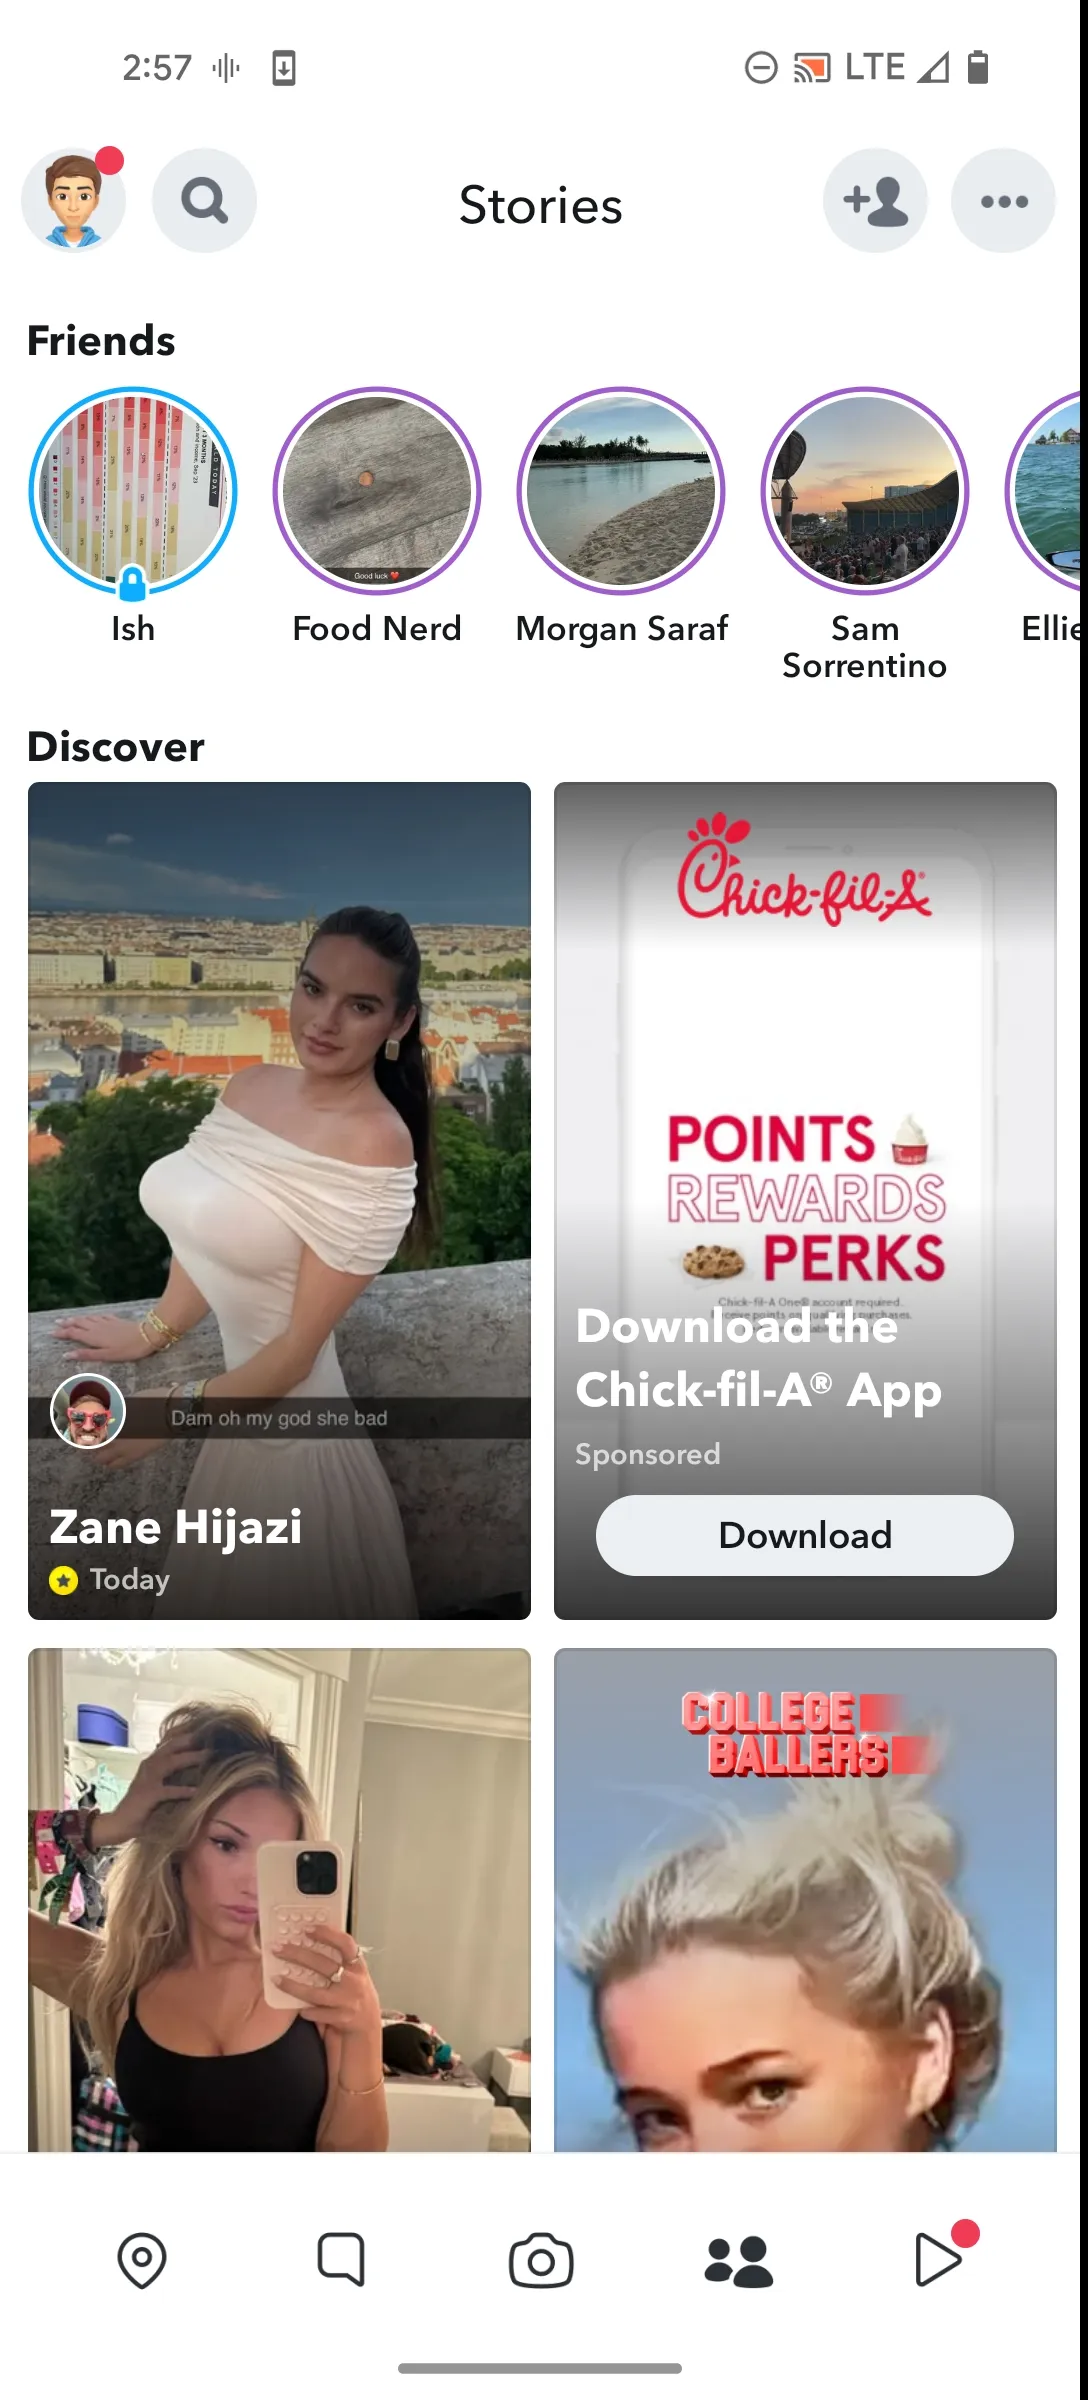 2:57
LTE
Stories
Friends
Good luck ❤️
Ish
Food Nerd
Morgan Saraf
Sam
Sorrentino
Ellie
Discover
Chick-fil-A®
POINTS
REWARDS
PERKS
Chick-fil-A One® account required.
Download the
Chick-fil-A® App
Sponsored
Download
Dam oh my god she bad
Zane Hijazi
Today
COLLEGE
BALLERS